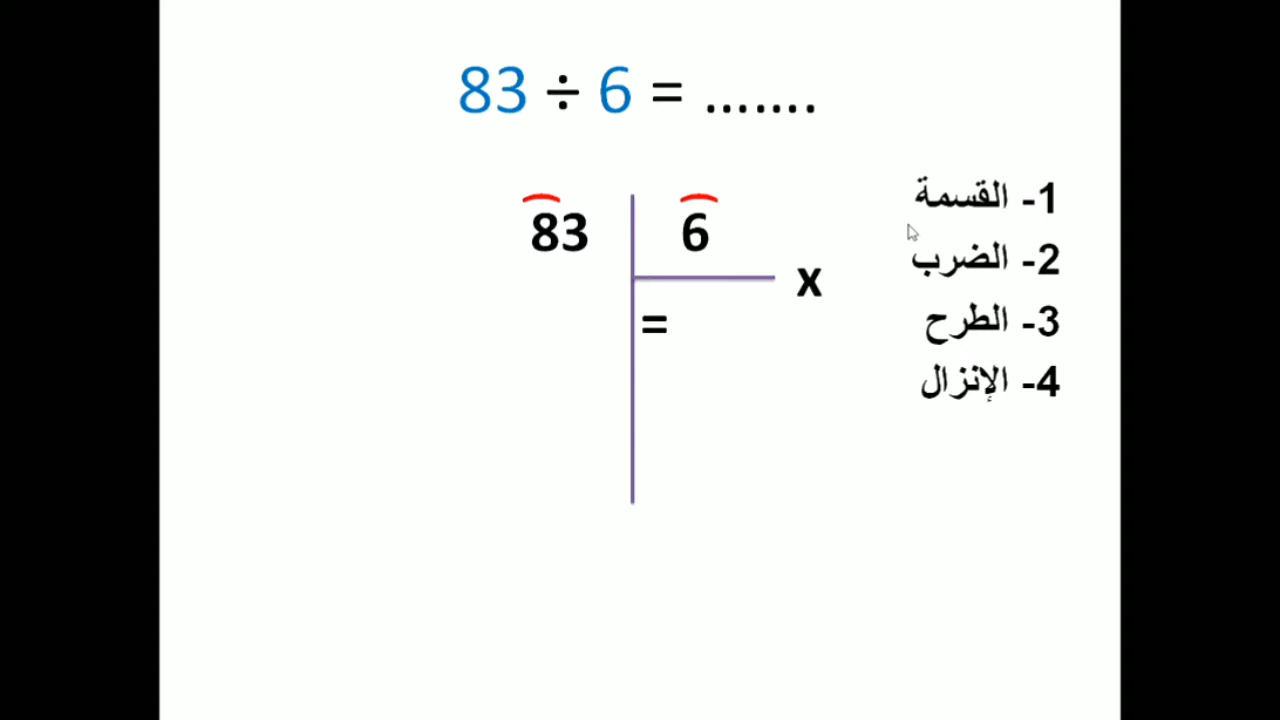 83 ÷ 6 = .......
83 6
x
=
1- القسمة
2- الضرب
3- الطرح
4- الإنزال